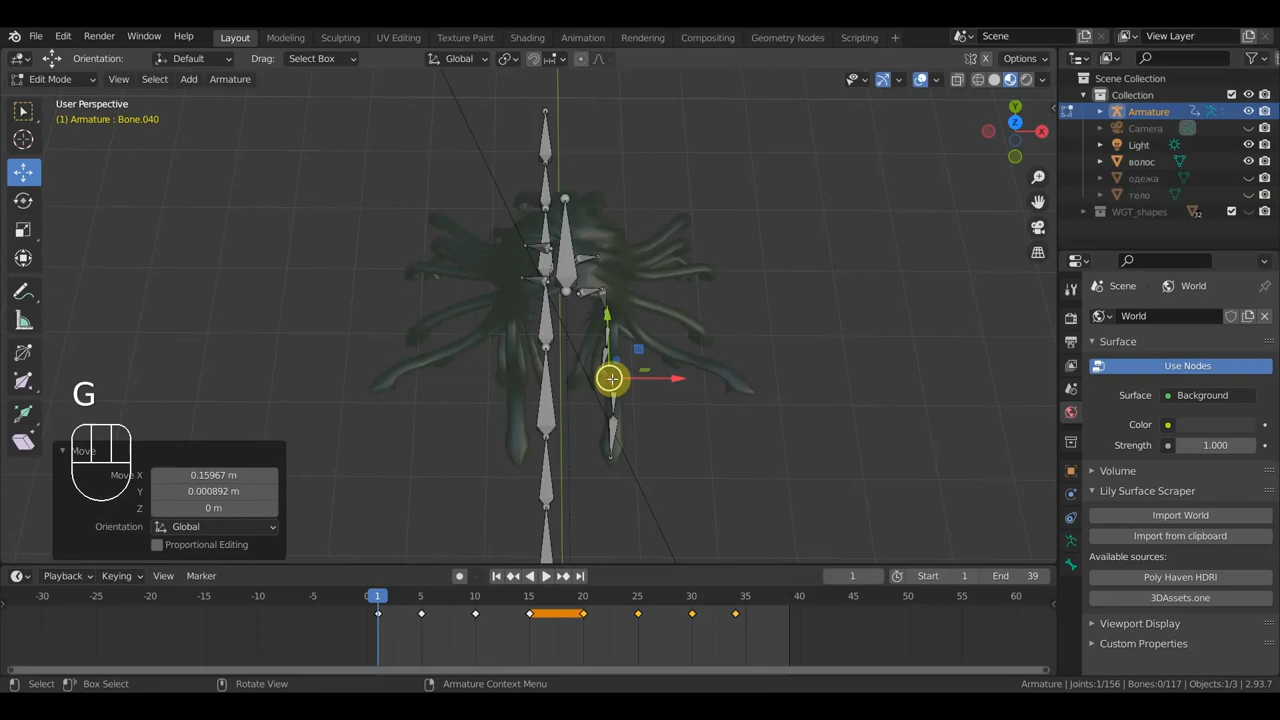 File Edit Render Window Help Layout Modeling Sculpting UV Editing Texture Paint Shading Animation Rendering Compositing Geometry Nodes Scripting + Scene View Layer
Orientation: Default Drag: Select Box Global Options
Edit Mode View Select Add Armature
Scene Collection
Collection
Armature
Camera
Light
волос
одежа
тело
WGT_shapes
32
User Perspective
(1) Armature : Bone.040
Y
Z
X
G
Move
Move X 0.15967 m
Y 0.000892 m
Z 0 m
Orientation Global
Proportional Editing
Scene World
World
Surface
Use Nodes
Surface Background
Color
Strength 1.000
Volume
Lily Surface Scraper
Import World
Import from clipboard
Available sources:
Poly Haven HDRI
3DAssets.one
Viewport Display
Custom Properties
Playback Keying View Marker 1 Start 1 End 39
-30 -25 -20 -15 -10 -5 1 5 10 15 20 25 30 35 40 45 50 55 60
Select Box Select Rotate View Armature Context Menu Armature | Joints:1/156 | Bones:0/117 | Objects:1/3 | 2.93.7